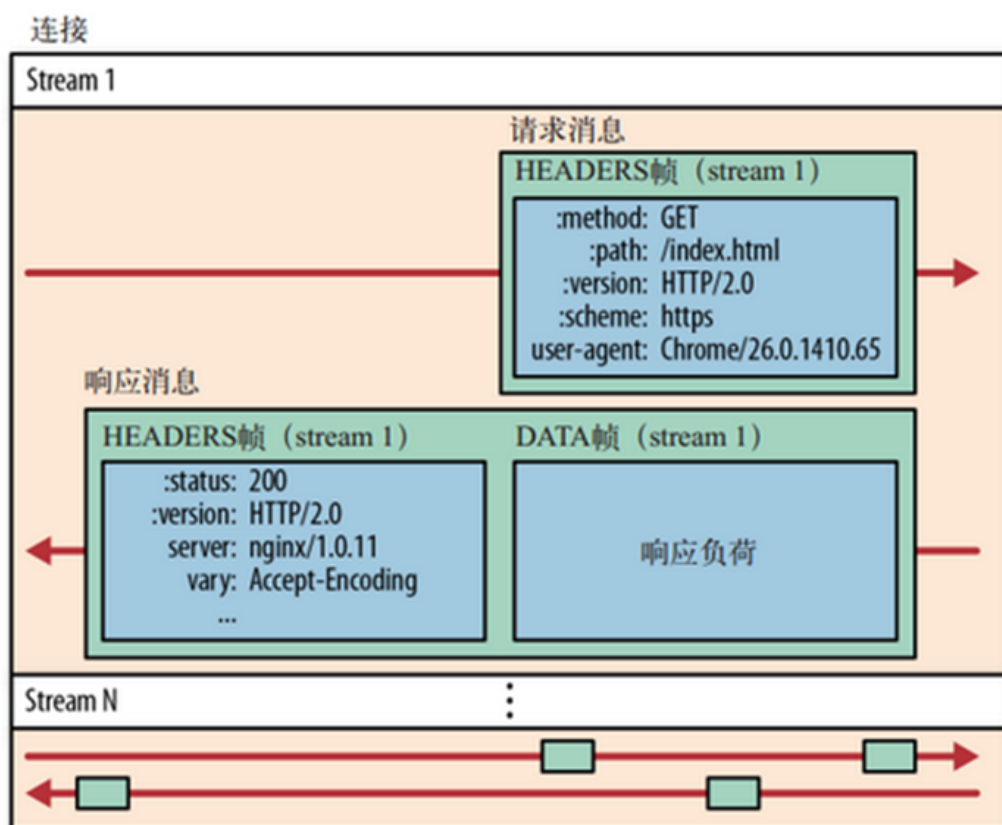 连接
Stream 1
请求消息
HEADERS帧（stream 1）
:method: GET
:path: /index.html
:version: HTTP/2.0
:scheme: https
user-agent: Chrome/26.0.1410.65
响应消息
HEADERS帧（stream 1）
:status: 200
:version: HTTP/2.0
server: nginx/1.0.11
vary: Accept-Encoding
...
DATA帧（stream 1）
响应负荷
Stream N